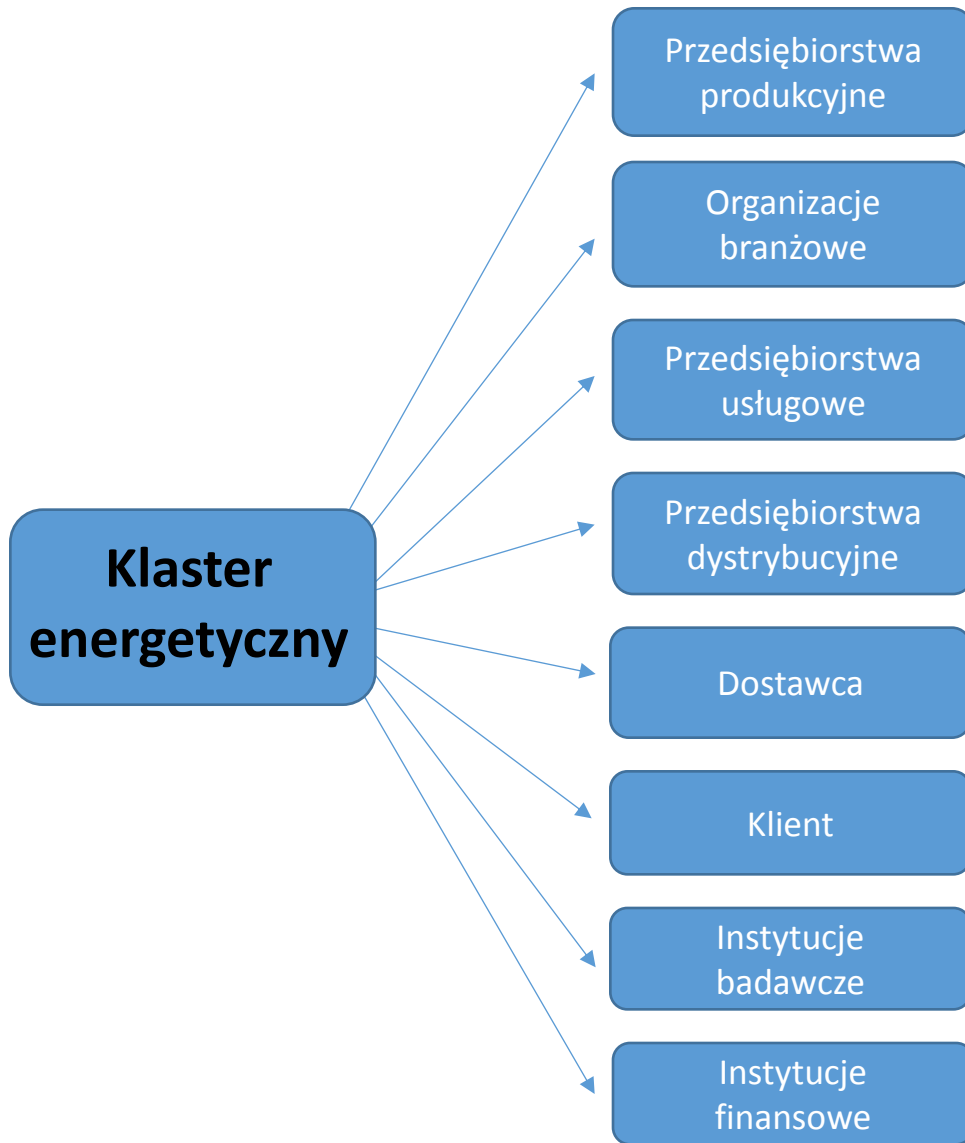 Przedsiębiorstwa
produkcyjne
Organizacje
branżowe
Przedsiębiorstwa
usługowe
Przedsiębiorstwa
dystrybucyjne
Klaster
energetyczny
Dostawca
Klient
Instytucje
badawcze
Instytucje
finansowe